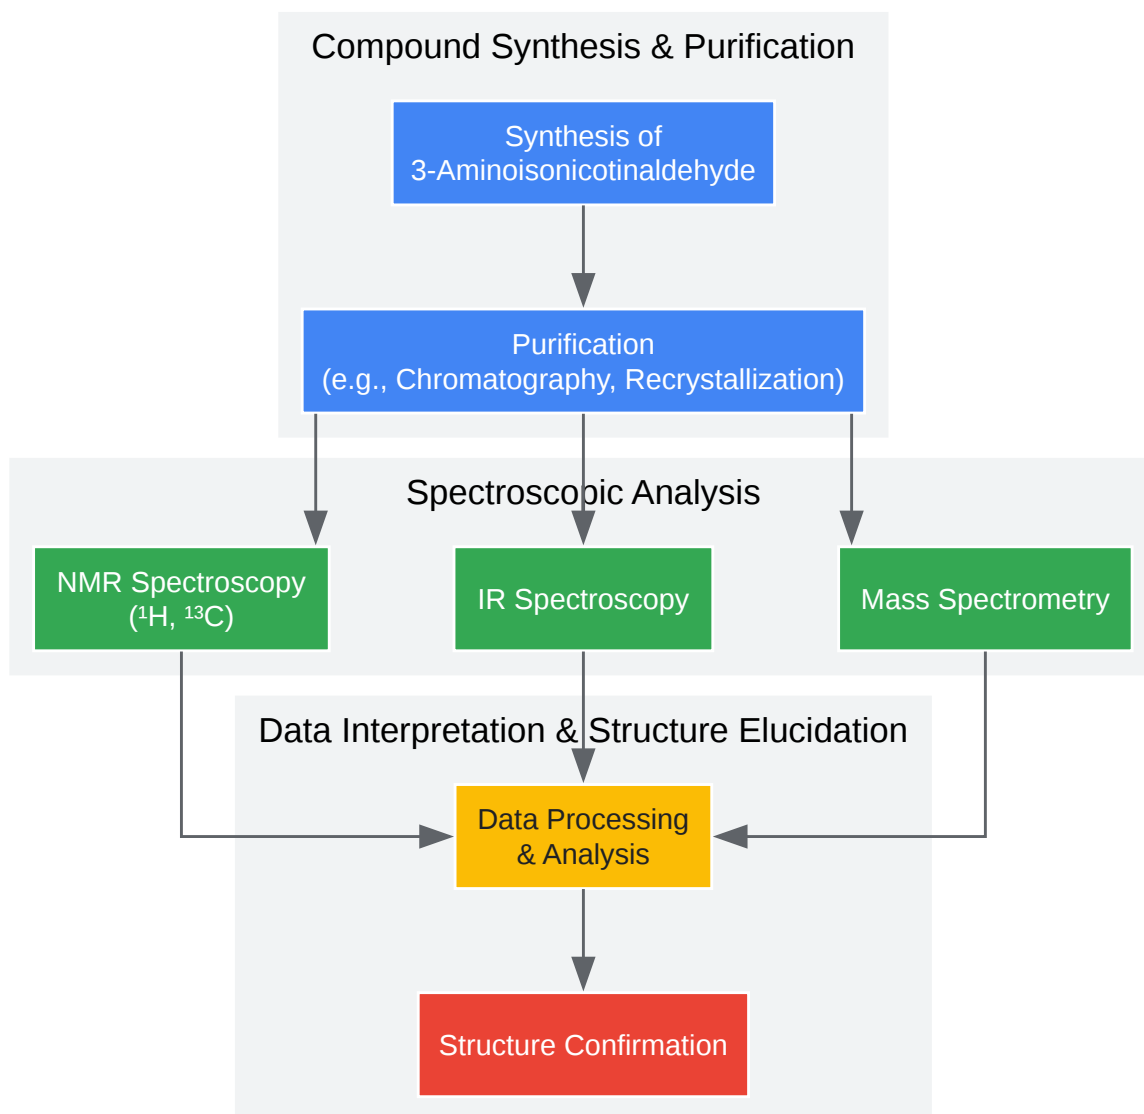 Compound Synthesis & Purification
Synthesis of
3-Aminoisonicotinaldehyde
Purification
(e.g., Chromatography, Recrystallization)
Spectroscopic Analysis
NMR Spectroscopy
(¹H, ¹³C)
IR Spectroscopy
Mass Spectrometry
Data Interpretation & Structure Elucidation
Data Processing
& Analysis
Structure Confirmation